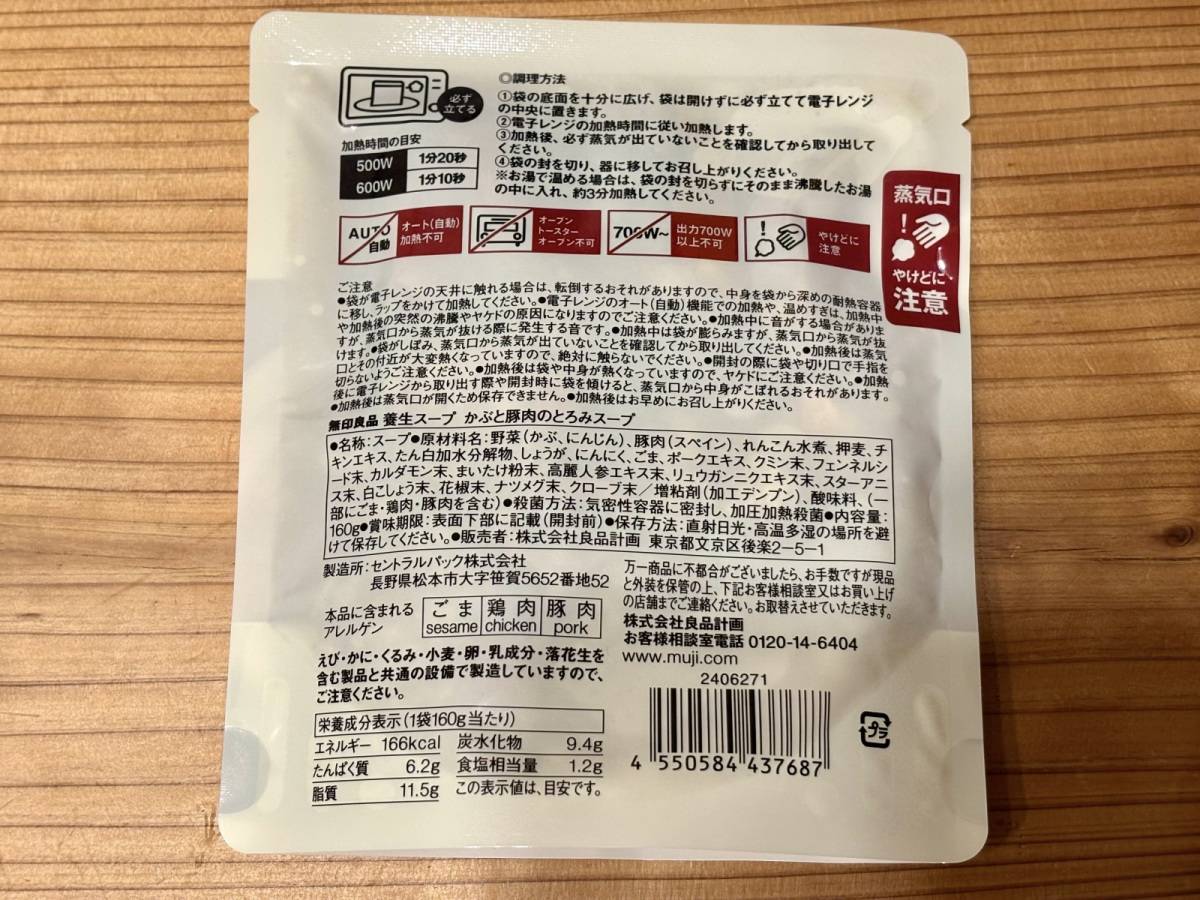 必ず
立てる
加熱時間の目安
500W 1分20秒
600W 1分10秒
◎調理方法
①袋の底面を十分に広げ、袋は開けずに必ず立てて電子レンジ
の中央に置きます。
②電子レンジの加熱時間に従い加熱します。
③加熱後、必ず蒸気が出ていないことを確認してから取り出して
ください。
④袋の封を切り、器に移してお召し上がりください。
※お湯で温める場合は、袋の封を切らずにそのまま沸騰したお湯
の中に入れ、約3分加熱してください。
AUTO
自動
オート(自動)
加熱不可
オーブン
トースター
オーブン不可
700W~
出力700W
以上不可
やけどに
注意
蒸気口
やけどに
注意
ご注意
●袋が電子レンジの天井に触れる場合は、転倒するおそれがありますので、中身を袋から深めの耐熱容器
に移し、ラップをかけて加熱してください。●電子レンジのオート(自動)機能での加熱や、温めすぎは、加熱中
や加熱後の突然の沸騰やヤケドの原因になりますのでご注意ください。●加熱中に音がする場合がありま
すが、蒸気口から蒸気が抜ける際に発生する音です。●加熱中は袋が膨らみますが、蒸気口から蒸気が抜
けます。●袋がしぼみ、蒸気口から蒸気が出ていないことを確認してから取り出してください。●加熱後は蒸気
口とその付近が大変熱くなっていますので、絶対に触らないでください。●開封の際に袋や切り口で手指を
切らないようご注意ください。●加熱後は袋や中身が熱くなっていますので、ヤケドにご注意ください。●加熱
後に電子レンジから取り出す際や開封時に袋を傾けると、蒸気口から中身がこぼれるおそれがあります。
●加熱後は蒸気口が開くため保存できません。●加熱後はお早めにお召し上がりください。
無印良品 養生スープ かぶと豚肉のとろみスープ
●名称:スープ●原材料名:野菜(かぶ、にんじん)、豚肉(スペイン)、れんこん水煮、押麦、チ
キンエキス、たん白加水分解物、しょうが、にんにく、ごま、ポークエキス、クミン末、フェンネルシ
ード末、カルダモン末、まいたけ粉末、高麗人参エキス末、リュウガンニクエキス末、スターアニ
ス末、白こしょう末、花椒末、ナツメグ末、クローブ末/増粘剤(加工デンプン)、酸味料、(一
部にごま・鶏肉・豚肉を含む)●殺菌方法:気密性容器に密封し、加圧加熱殺菌●内容量:
160g●賞味期限:表面下部に記載(開封前)●保存方法:直射日光・高温多湿の場所を避
けて保存してください。●販売者:株式会社良品計画 東京都文京区後楽2-5-1
製造所:セントラルパック株式会社
長野県松本市大字笹賀5652番地52
本品に含まれる
アレルゲン
ごま 鶏肉 豚肉
sesame chicken pork
えび・かに・くるみ・小麦・卵・乳成分・落花生を
含む製品と共通の設備で製造していますので、
ご注意ください。
万一商品に不都合がございましたら、お手数ですが現品
と外装を保管の上、下記お客様相談室又はお買い上げ
の店舗までご連絡ください。お取替えさせていただきます。
株式会社良品計画
お客様相談室電話 0120-14-6404
www.muji.com
栄養成分表示(1袋160g当たり)
エネルギー 166kcal 炭水化物 9.4g
たんぱく質 6.2g 食塩相当量 1.2g
脂質 11.5g この表示値は、目安です。
2406271
4 550584 437687
プラ